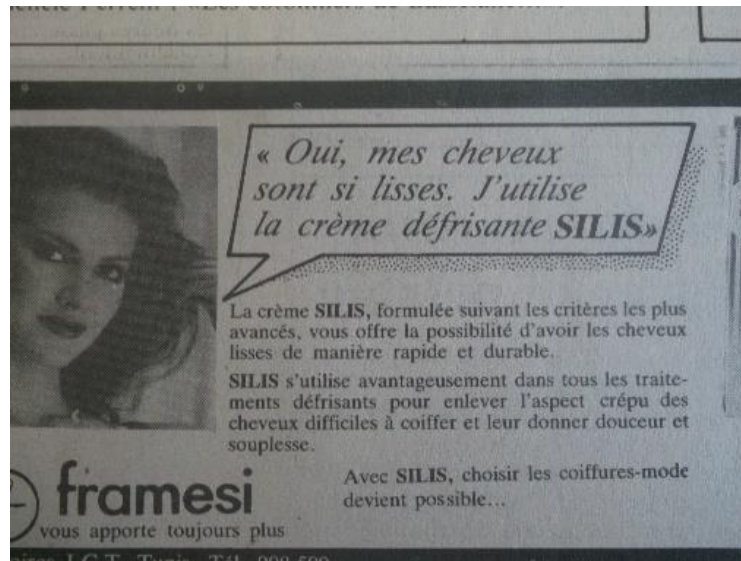 « Oui, mes cheveux
sont si lisses. J'utilise
la crème défrisante SILIS»
La crème SILIS, formulée suivant les critères les plus
avancés, vous offre la possibilité d'avoir les cheveux
lisses de manière rapide et durable.
SILIS s'utilise avantageusement dans tous les traite-
ments défrisants pour enlever l'aspect crépu des
cheveux difficiles à coiffer et leur donner douceur et
souplesse.
Avec SILIS, choisir les coiffures-mode
devient possible...
framesi
vous apporte toujours plus